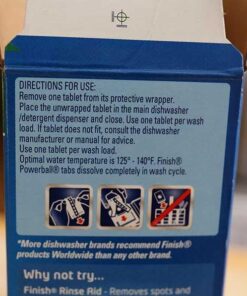 DIRECTIONS FOR USE:
Remove one tablet from its protective wrapper.
Place the unwrapped tablet in the main dishwasher
/detergent dispenser and close. Use one tablet per wash
load. If tablet does not fit, consult the dishwasher
manufacturer or manual for advice.
Use one tablet per wash load.
Optimal water temperature is 125° - 140°F. Finish®
Powerball® tabs dissolve completely in wash cycle.
*More dishwasher brands recommend Finish®
products Worldwide than any other brand.
Why not try...
Finish® Rinse Aid - Removes spots and